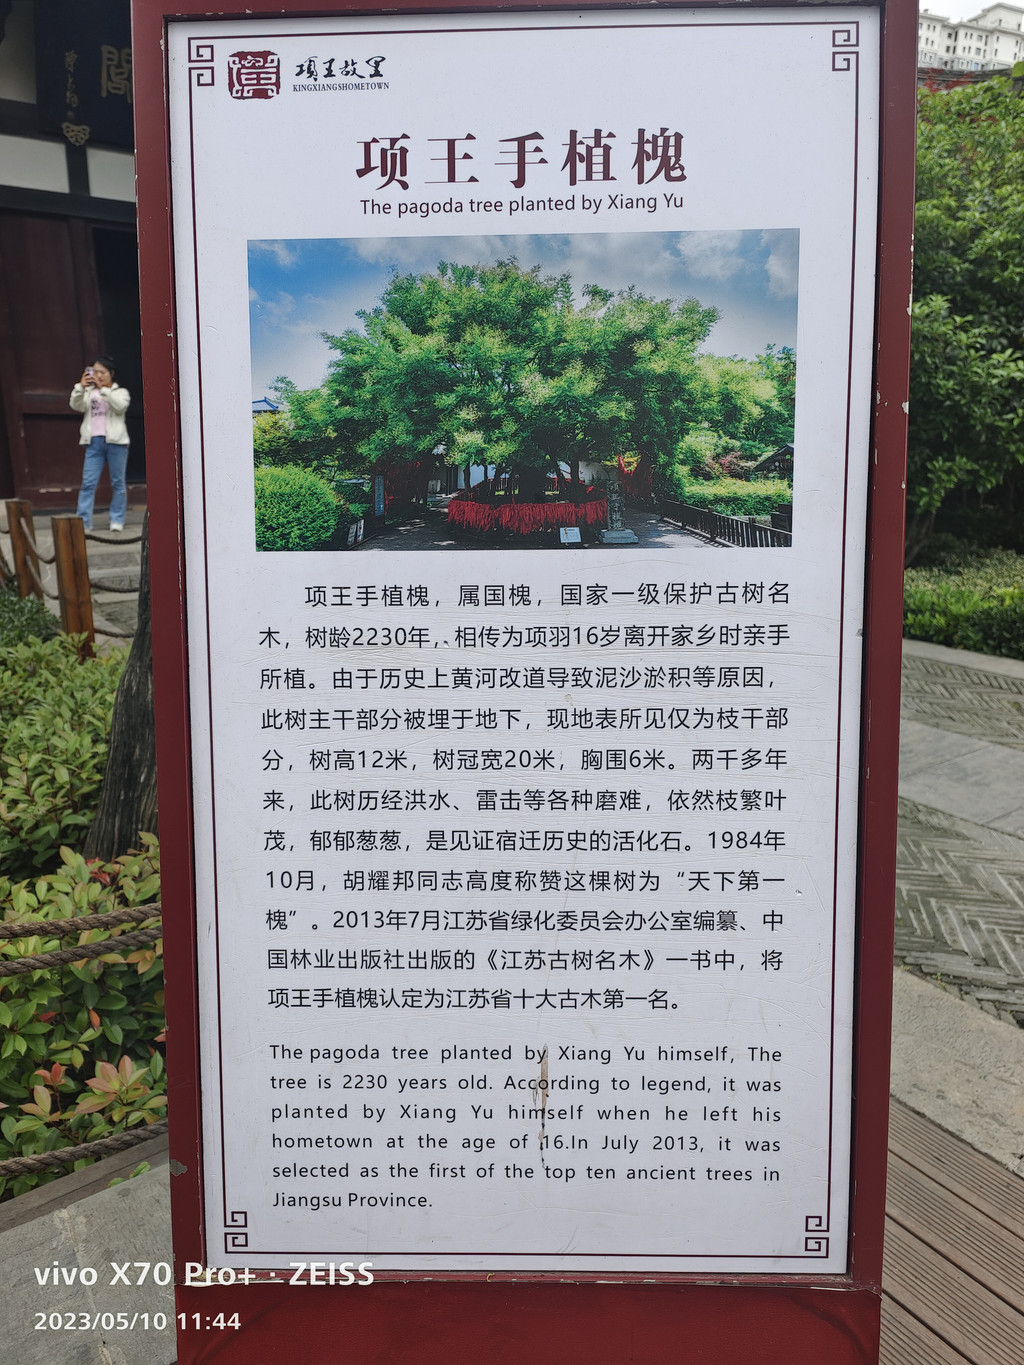 項王故里
KINGXIANGSHOMETOWN
项王手植槐
The pagoda tree planted by Xiang Yu
项王手植槐，属国槐，国家一级保护古树名
木，树龄2230年，相传为项羽16岁离开家乡时亲手
所植。由于历史上黄河改道导致泥沙淤积等原因，
此树主干部分被埋于地下，现地表所见仅为枝干部
分，树高12米，树冠宽20米，胸围6米。两千多年
来，此树历经洪水、雷击等各种磨难，依然枝繁叶
茂，郁郁葱葱，是见证宿迁历史的活化石。1984年
10月，胡耀邦同志高度称赞这棵树为“天下第一
槐”。2013年7月江苏省绿化委员会办公室编纂、中
国林业出版社出版的《江苏古树名木》一书中，将
项王手植槐认定为江苏省十大古木第一名。
The pagoda tree planted by Xiang Yu himself, The
tree is 2230 years old. According to legend, it was
planted by Xiang Yu himself when he left his
hometown at the age of 16.In July 2013, it was
selected as the first of the top ten ancient trees in
Jiangsu Province.
vivo X70 Pro+ · ZEISS
2023/05/10 11:44